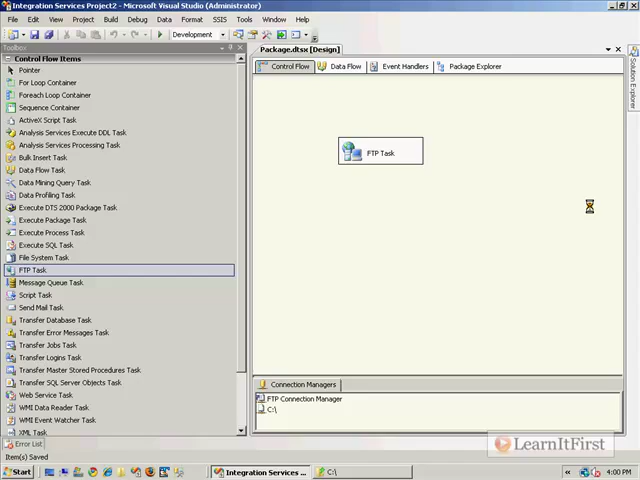 Integration Services Project2 - Microsoft Visual Studio (Administrator)
File Edit View Project Build Debug Data Format SSIS Tools Window Help
Development
Toolbox
Package.dtsx [Design]
Control Flow Items
Control Flow Data Flow Event Handlers Package Explorer
Solution Explorer
Pointer
For Loop Container
Foreach Loop Container
Sequence Container
ActiveX Script Task
Analysis Services Execute DDL Task
Analysis Services Processing Task
Bulk Insert Task
Data Flow Task
Data Mining Query Task
Data Profiling Task
Execute DTS 2000 Package Task
Execute Package Task
Execute Process Task
Execute SQL Task
File System Task
FTP Task
Message Queue Task
Script Task
Send Mail Task
Transfer Database Task
Transfer Error Messages Task
Transfer Jobs Task
Transfer Logins Task
Transfer Master Stored Procedures Task
Transfer SQL Server Objects Task
Web Service Task
WMI Data Reader Task
WMI Event Watcher Task
XML Task
FTP Task
Connection Managers
FTP Connection Manager
C:\
Error List
LearnItFirst
Item(s) Saved
Start
Integration Services ...
C:\
4:00 PM